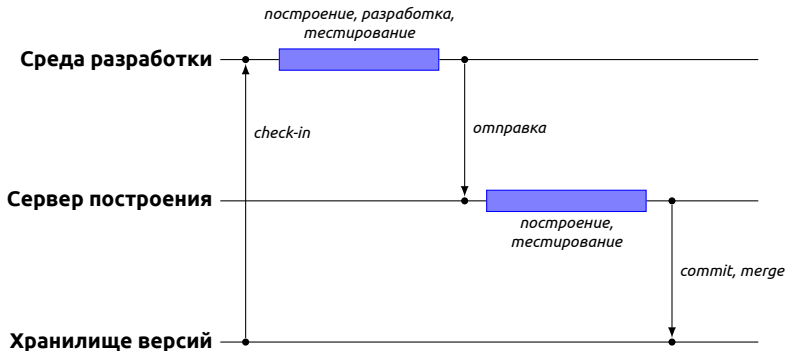 построение, разработка,
тестирование
Среда разработки
check-in
отправка
Сервер построения
построение,
тестирование
commit, merge
Хранилище версий